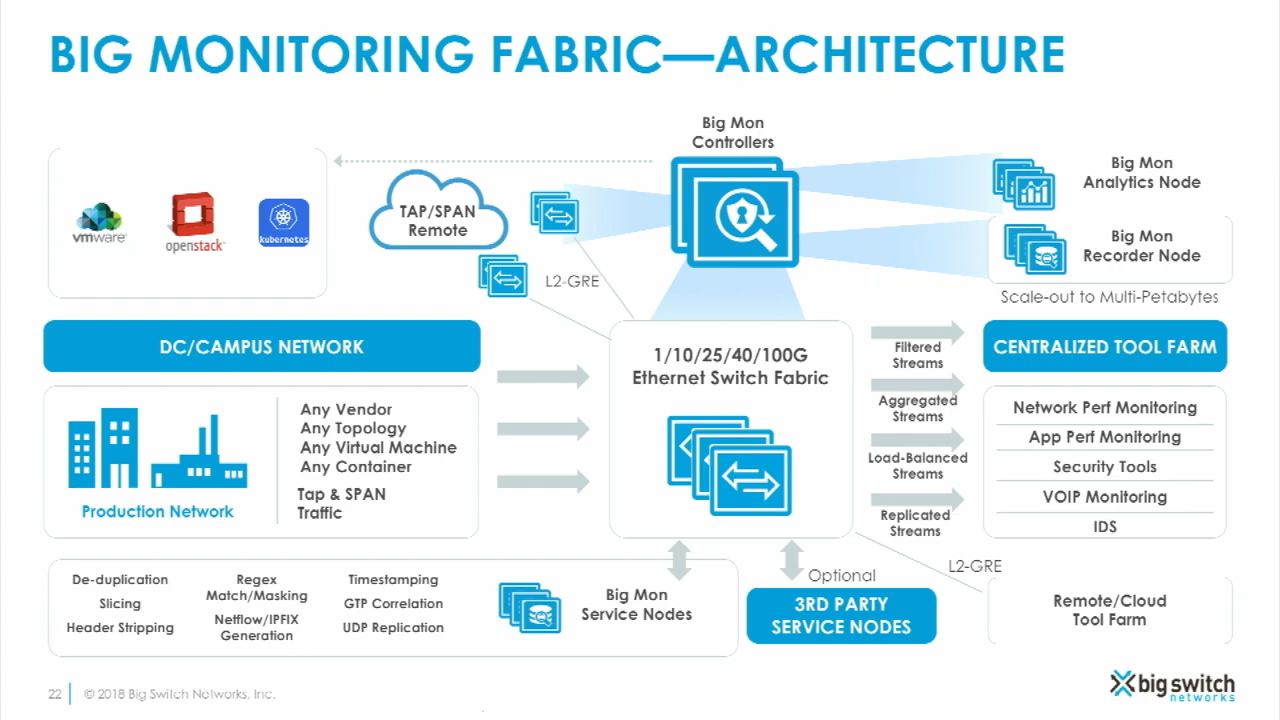 BIG MONITORING FABRIC—ARCHITECTURE
Big Mon
Controllers
vmware
openstack
kubernetes
TAP/SPAN
Remote
L2-GRE
Big Mon
Analytics Node
Big Mon
Recorder Node
Scale-out to Multi-Petabytes
DC/CAMPUS NETWORK
Production Network
Any Vendor
Any Topology
Any Virtual Machine
Any Container
Tap & SPAN
Traffic
1/10/25/40/100G
Ethernet Switch Fabric
Filtered
Streams
Aggregated
Streams
Load-Balanced
Streams
Replicated
Streams
CENTRALIZED TOOL FARM
Network Perf Monitoring
App Perf Monitoring
Security Tools
VOIP Monitoring
IDS
De-duplication
Slicing
Header Stripping
Regex
Match/Masking
Netflow/IPFIX
Generation
Timestamping
GTP Correlation
UDP Replication
Big Mon
Service Nodes
Optional
3RD PARTY
SERVICE NODES
L2-GRE
Remote/Cloud
Tool Farm
22
© 2018 Big Switch Networks, Inc.
big switch
networks